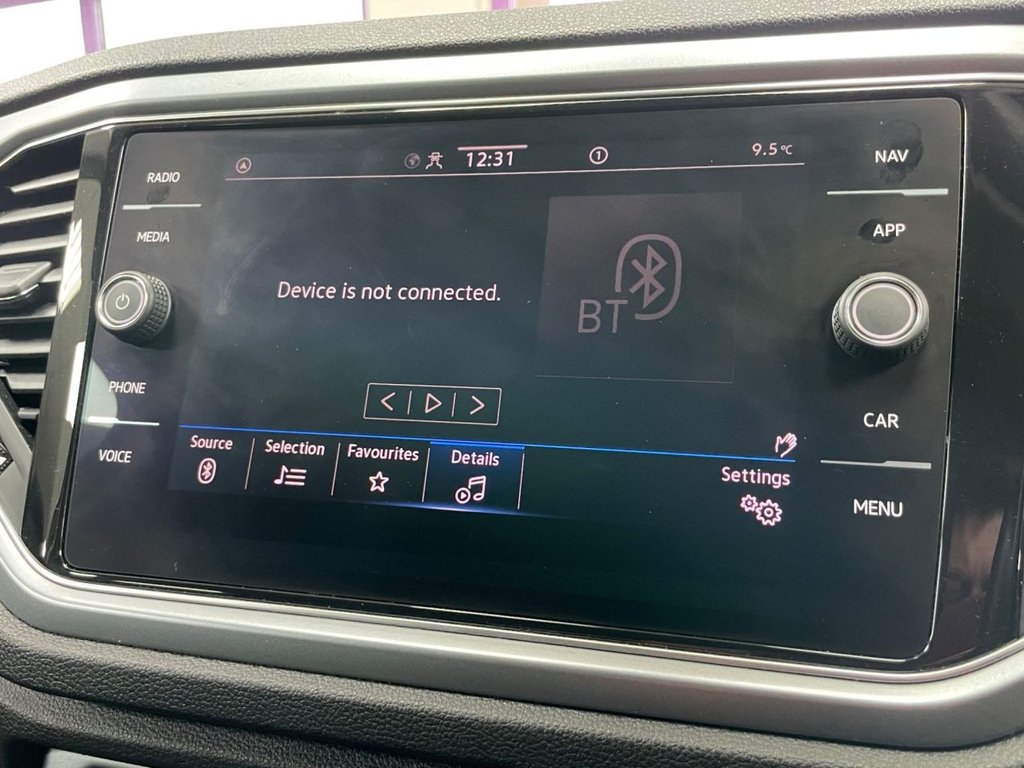 RADIO
MEDIA
PHONE
VOICE
A
12:31
1
9.5°C
Device is not connected.
BT
Source
Selection
Favourites
Details
Settings
NAV
APP
CAR
MENU